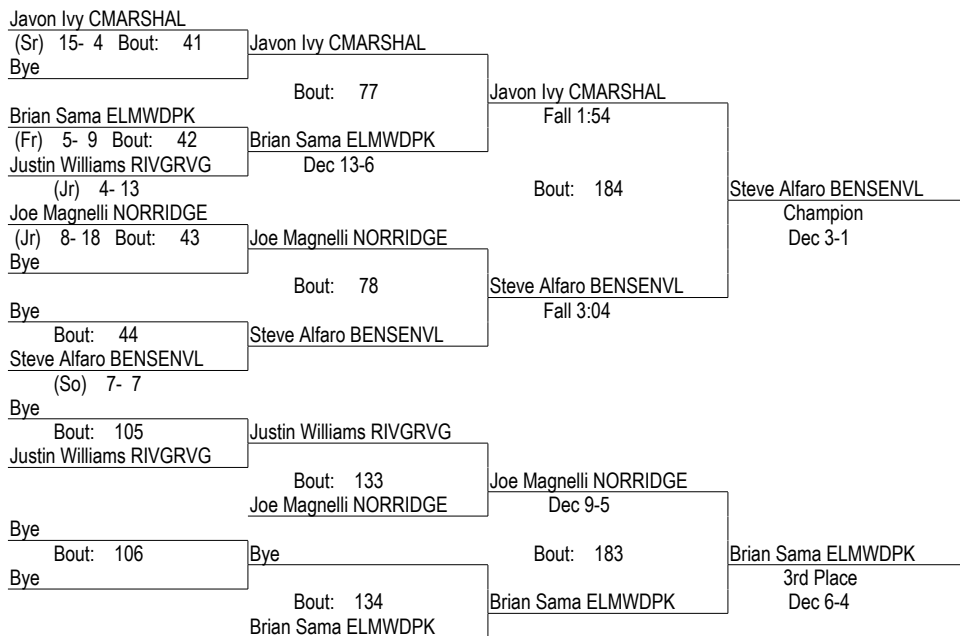 Javon Ivy CMARSHAL
(Sr) 15- 4 Bout: 41
Javon Ivy CMARSHAL
Bye
Bout: 77
Javon Ivy CMARSHAL
Brian Sama ELMWDPK
Fall 1:54
(Fr) 5- 9 Bout: 42
Brian Sama ELMWDPK
Justin Williams RIVGRVG
Dec 13-6
(Jr) 4- 13
Bout: 184
Steve Alfaro BENSENVL
Joe Magnelli NORRIDGE
Champion
(Jr) 8- 18 Bout: 43
Joe Magnelli NORRIDGE
Dec 3-1
Bye
Bout: 78
Steve Alfaro BENSENVL
Bye
Fall 3:04
Bout: 44
Steve Alfaro BENSENVL
Steve Alfaro BENSENVL
(So) 7- 7
Bye
Bout: 105
Justin Williams RIVGRVG
Justin Williams RIVGRVG
Bout: 133
Joe Magnelli NORRIDGE
Joe Magnelli NORRIDGE
Dec 9-5
Bye
Bout: 106
Bye
Bout: 183
Brian Sama ELMWDPK
Bye
3rd Place
Bout: 134
Brian Sama ELMWDPK
Dec 6-4
Brian Sama ELMWDPK